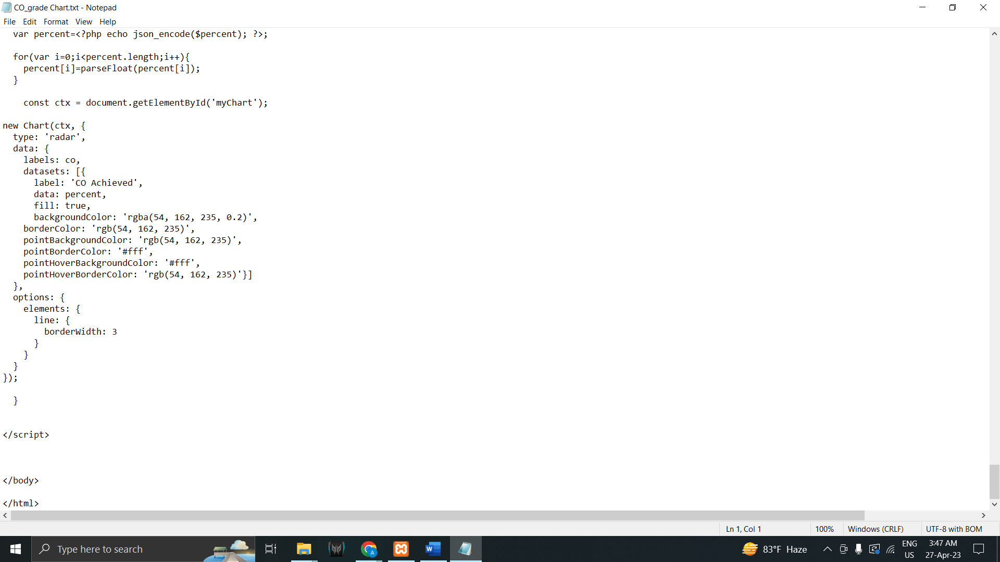 CO_grade Chart.txt - Notepad
File Edit Format View Help
var percent=<?php echo json_encode($percent); ?>;
for(var i=0;i<percent.length;i++){
percent[i]=parseFloat(percent[i]);
}
const ctx = document.getElementById('myChart');
new Chart(ctx, {
type: 'radar',
data: {
labels: co,
datasets: [{
label: 'CO Achieved',
data: percent,
fill: true,
backgroundColor: 'rgba(54, 162, 235, 0.2)',
borderColor: 'rgb(54, 162, 235)',
pointBackgroundColor: 'rgb(54, 162, 235)',
pointBorderColor: '#fff',
pointHoverBackgroundColor: '#fff',
pointHoverBorderColor: 'rgb(54, 162, 235)'}]
},
options: {
elements: {
line: {
borderWidth: 3
}
}
}
});
}
</script>
</body>
</html>
Ln 1, Col 1 100% Windows (CRLF) UTF-8 with BOM
Type here to search
83°F Haze
ENG
US
3:47 AM
27-Apr-23